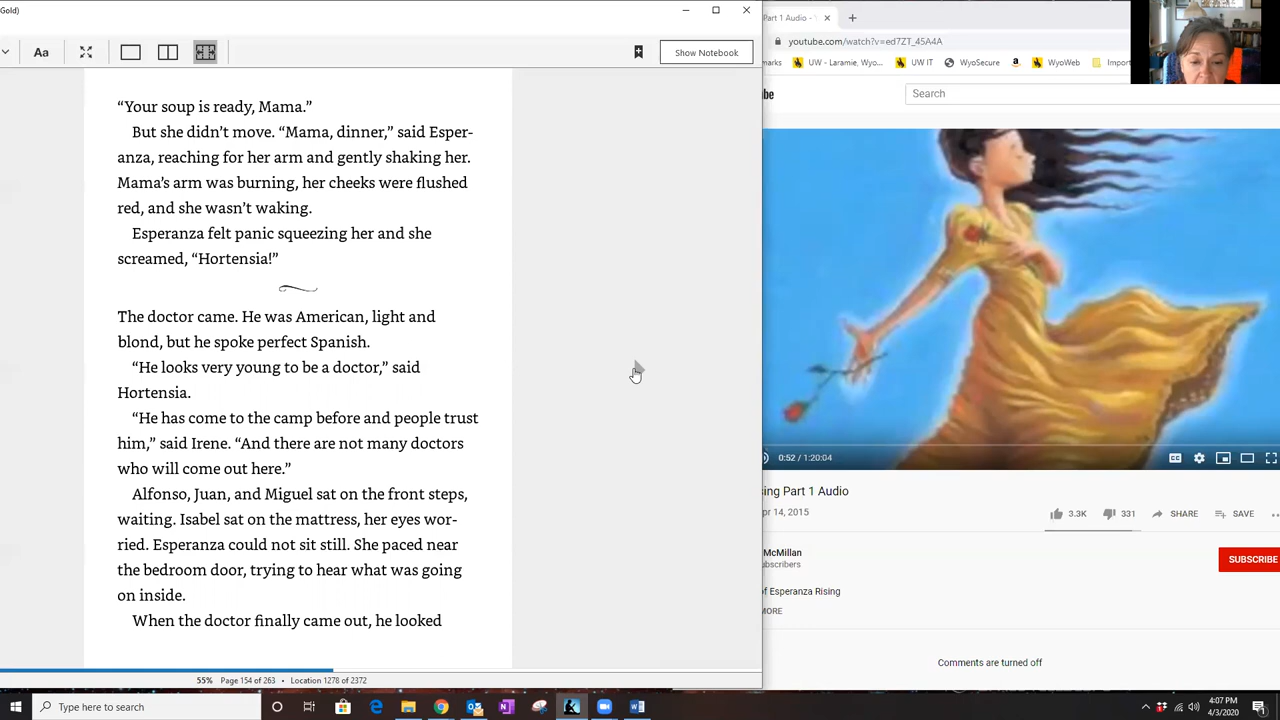 Gold)
Aa
Show Notebook
“Your soup is ready, Mama.”
But she didn’t move. “Mama, dinner,” said Esper-
anza, reaching for her arm and gently shaking her.
Mama’s arm was burning, her cheeks were flushed
red, and she wasn’t waking.
Esperanza felt panic squeezing her and she
screamed, “Hortensia!”
The doctor came. He was American, light and
blond, but he spoke perfect Spanish.
“He looks very young to be a doctor,” said
Hortensia.
“He has come to the camp before and people trust
him,” said Irene. “And there are not many doctors
who will come out here.”
Alfonso, Juan, and Miguel sat on the front steps,
waiting. Isabel sat on the mattress, her eyes wor-
ried. Esperanza could not sit still. She paced near
the bedroom door, trying to hear what was going
on inside.
When the doctor finally came out, he looked
55% Page 154 of 263 • Location 1278 of 2372
Part 1 Audio -
youtube.com/watch?v=ed7ZT_45A4A
marks UW - Laramie, Wyo... UW IT WyoSecure WyoWeb Import
be
Search
0:52 / 1:20:04
sing Part 1 Audio
pr 14, 2015
3.3K 331 SHARE SAVE
McMillan
ubscribers
SUBSCRIBE
of Esperanza Rising
MORE
Comments are turned off
Type here to search
4:07 PM
4/3/2020